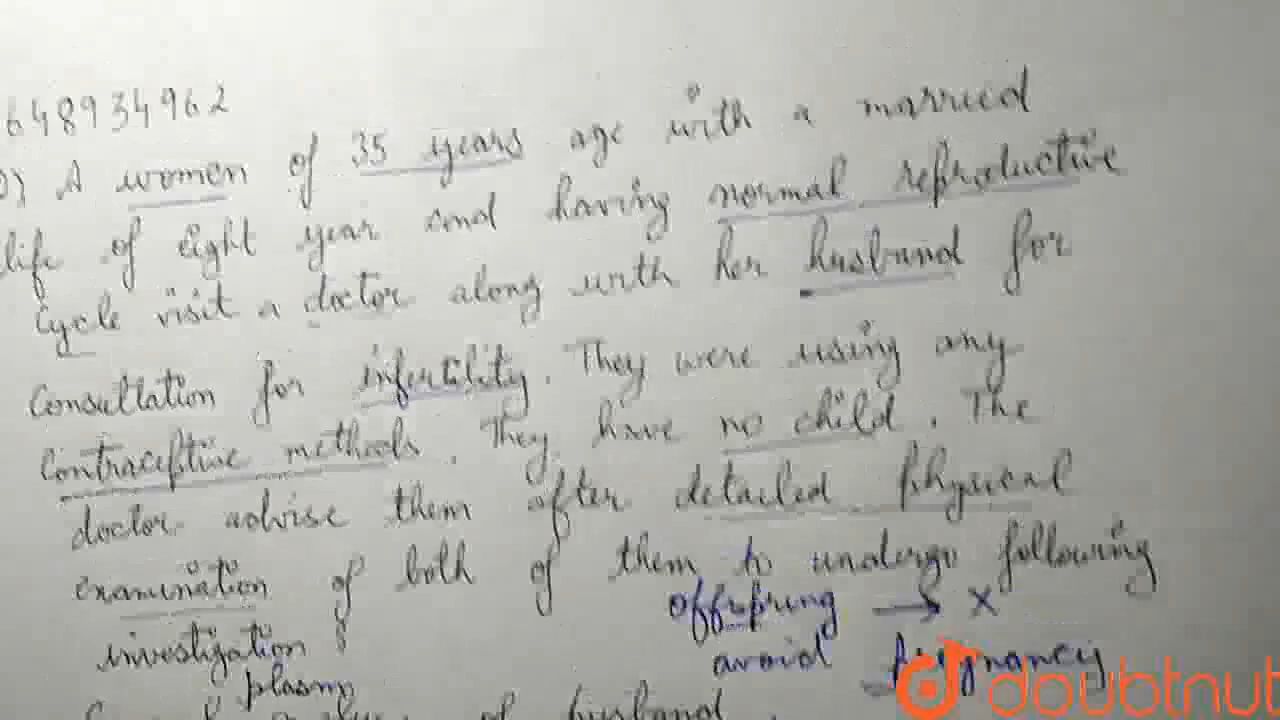 648934962
A women of 35 years age with a married
life of eight year and having normal reproductive
cycle visit a doctor along with her husband for
Consultation for infertility. They were using any
Contraceptive methods. They have no child. The
doctor advise them after detailed physical
examination of both of them to undergo following
offspring → ×
investigation :
avoid pregnancy
plasma
of husband.
doubtnut